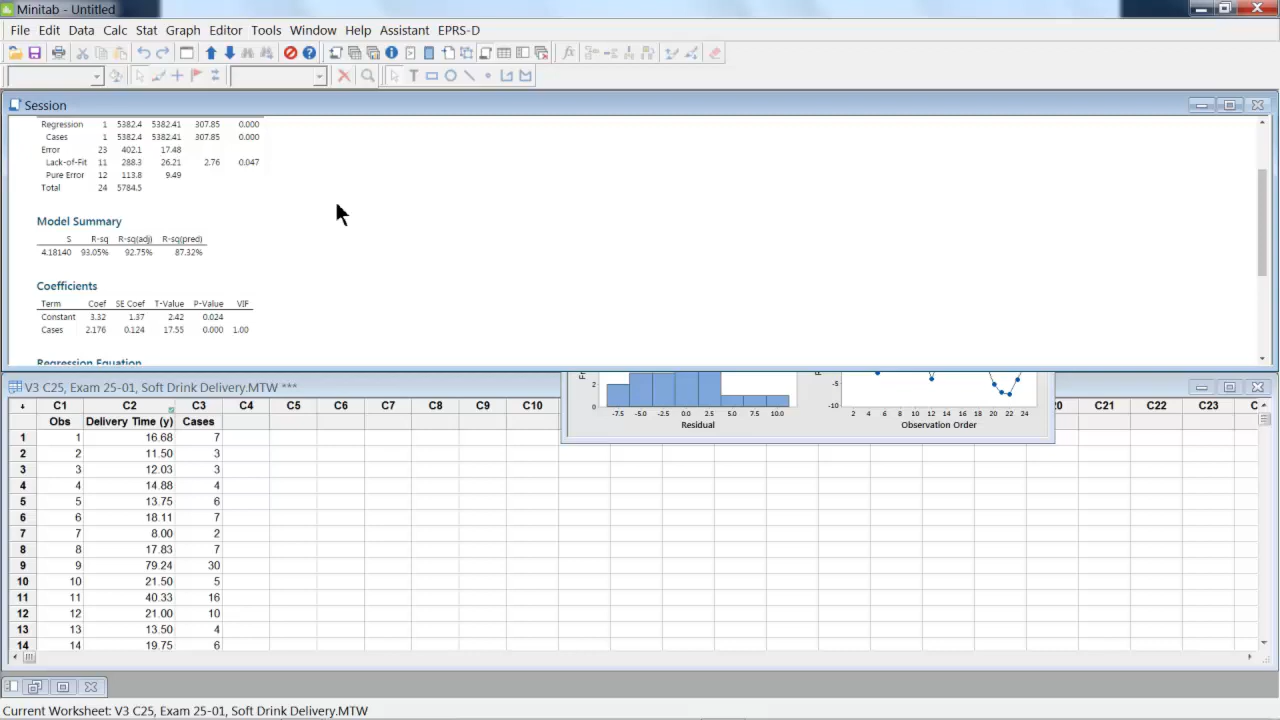 Minitab - Untitled
File Edit Data Calc Stat Graph Editor Tools Window Help Assistant EPRS-D
Session
Regression 1 5382.4 5382.41 307.85 0.000
Cases 1 5382.4 5382.41 307.85 0.000
Error 23 402.1 17.48
Lack-of-Fit 11 288.3 26.21 2.76 0.047
Pure Error 12 113.8 9.49
Total 24 5784.5
Model Summary
S R-sq R-sq(adj) R-sq(pred)
4.18140 93.05% 92.75% 87.32%
Coefficients
Term Coef SE Coef T-Value P-Value VIF
Constant 3.32 1.37 2.42 0.024
Cases 2.176 0.124 17.55 0.000 1.00
Regression Equation
V3 C25, Exam 25-01, Soft Drink Delivery.MTW ***
2
0
-7.5 -5.0 -2.5 0.0 2.5 5.0 7.5 10.0
Residual
-5
-10
2 4 6 8 10 12 14 16 18 20 22 24
Observation Order
C1 C2 C3 C4 C5 C6 C7 C8 C9 C10 C21 C22 C23
Obs Delivery Time (y) Cases
1 1 16.68 7
2 2 11.50 3
3 3 12.03 3
4 4 14.88 4
5 5 13.75 6
6 6 18.11 7
7 7 8.00 2
8 8 17.83 7
9 9 79.24 30
10 10 21.50 5
11 11 40.33 16
12 12 21.00 10
13 13 13.50 4
14 14 19.75 6
Current Worksheet: V3 C25, Exam 25-01, Soft Drink Delivery.MTW